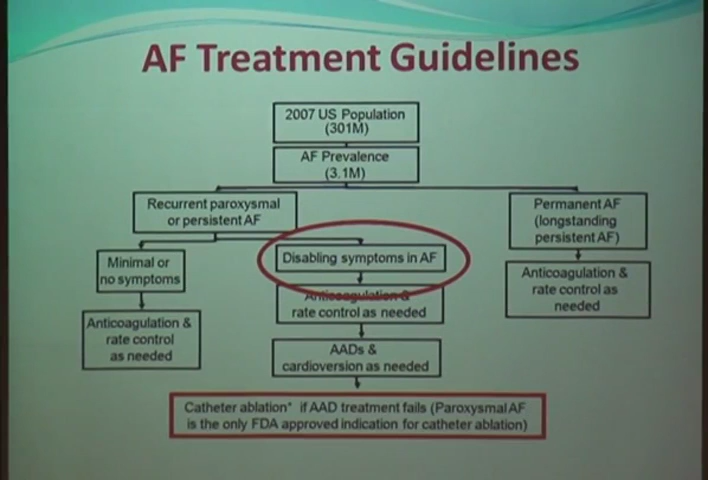 AF Treatment Guidelines
2007 US Population
(301M)
AF Prevalence
(3.1M)
Recurrent paroxysmal
or persistent AF
Permanent AF
(longstanding
persistent AF)
Minimal or
no symptoms
Disabling symptoms in AF
Anticoagulation &
rate control as
needed
Anticoagulation &
rate control
as needed
Anticoagulation &
rate control as needed
AADs &
cardioversion as needed
Catheter ablation* if AAD treatment fails (Paroxysmal AF
is the only FDA approved indication for catheter ablation)